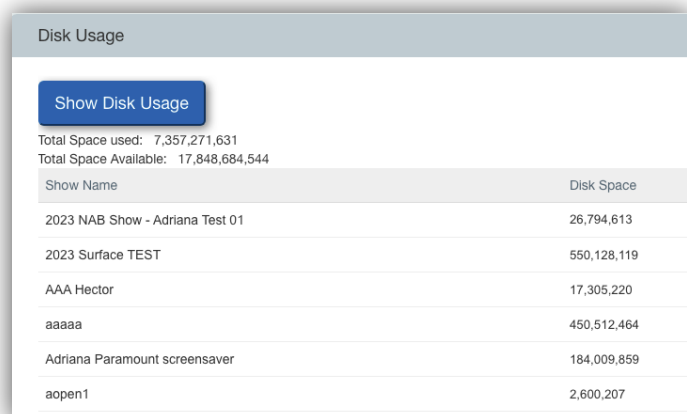 Disk Usage
Show Disk Usage
Total Space used: 7,357,271,631
Total Space Available: 17,848,684,544
Show Name Disk Space
2023 NAB Show - Adriana Test 01 26,794,613
2023 Surface TEST 550,128,119
AAA Hector 17,305,220
aaaaa 450,512,464
Adriana Paramount screensaver 184,009,859
aopen1 2,600,207